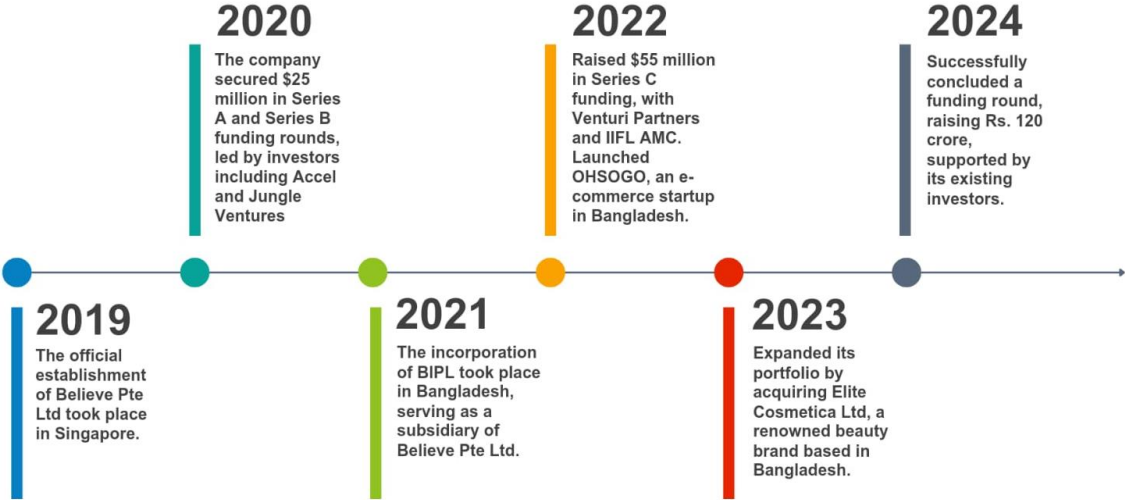 2020
The company
secured $25
million in Series
A and Series B
funding rounds,
led by investors
including Accel
and Jungle
Ventures
2022
Raised $55 million
in Series C
funding, with
Venturi Partners
and IIFL AMC.
Launched
OHSOGO, an e-
commerce startup
in Bangladesh.
2024
Successfully
concluded a
funding round,
raising Rs. 120
crore,
supported by
its existing
investors.
2019
The official
establishment
of Believe Pte
Ltd took place
in Singapore.
2021
The incorporation
of BIPL took place
in Bangladesh,
serving as a
subsidiary of
Believe Pte Ltd.
2023
Expanded its
portfolio by
acquiring Elite
Cosmetica Ltd, a
renowned beauty
brand based in
Bangladesh.